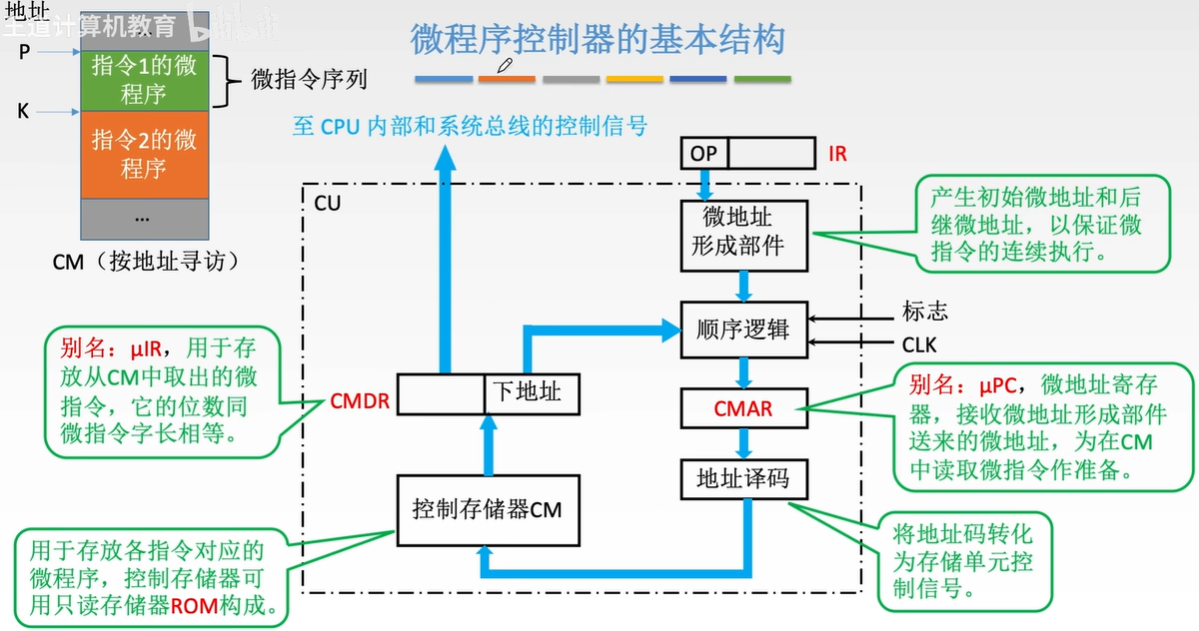 地址
王道计算机教育
bilibili
微程序控制器的基本结构
P
指令1的微
程序
微指令序列
K
指令2的微
程序
...
CM（按地址寻访）
至 CPU 内部和系统总线的控制信号
OP
IR
CU
微地址
形成部件
产生初始微地址和后
继微地址，以保证微
指令的连续执行。
顺序逻辑
标志
CLK
别名：μIR，用于存
放从CM中取出的微
指令，它的位数同
微指令字长相等。
CMDR
下地址
CMAR
别名：μPC，微地址寄存
器，接收微地址形成部件
送来的微地址，为在CM
中读取微指令作准备。
地址译码
控制存储器CM
用于存放各指令对应的
微程序，控制存储器可
用只读存储器ROM构成。
将地址码转化
为存储单元控
制信号。